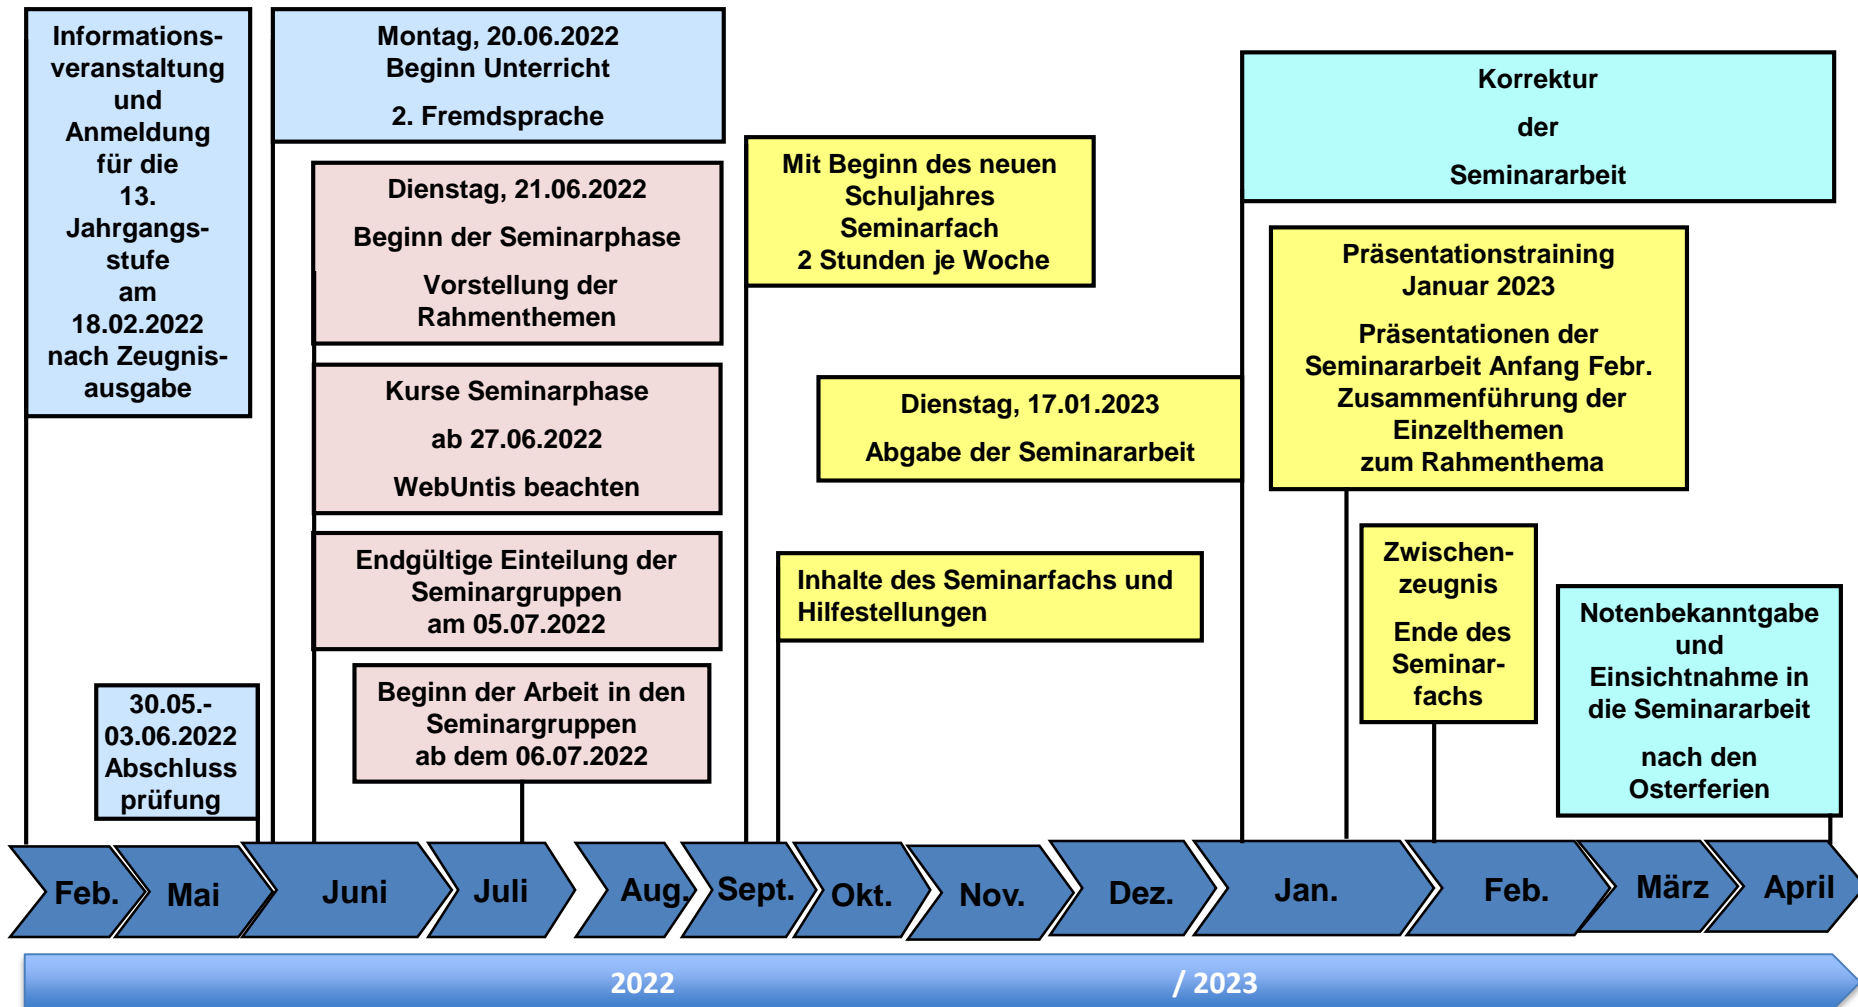 Informations-
veranstaltung
und
Anmeldung
für die
13.
Jahrgangs-
stufe
am
18.02.2022
nach Zeugnis-
ausgabe
30.05.-
03.06.2022
Abschluss
prüfung
Montag, 20.06.2022
Beginn Unterricht
2. Fremdsprache
Dienstag, 21.06.2022
Beginn der Seminarphase
Vorstellung der
Rahmenthemen
Kurse Seminarphase
ab 27.06.2022
WebUntis beachten
Endgültige Einteilung der
Seminargruppen
am 05.07.2022
Beginn der Arbeit in den
Seminargruppen
ab dem 06.07.2022
Mit Beginn des neuen
Schuljahres
Seminarfach
2 Stunden je Woche
Dienstag, 17.01.2023
Abgabe der Seminararbeit
Inhalte des Seminarfachs und
Hilfestellungen
Korrektur
der
Seminararbeit
Präsentationstraining
Januar 2023
Präsentationen der
Seminararbeit Anfang Febr.
Zusammenführung der
Einzelthemen
zum Rahmenthema
Zwischen-
zeugnis
Ende des
Seminar-
fachs
Notenbekanntgabe
und
Einsichtnahme in
die Seminararbeit
nach den
Osterferien
Feb.
Mai
Juni
Juli
Aug.
Sept.
Okt.
Nov.
Dez.
Jan.
Feb.
März
April
2022 / 2023